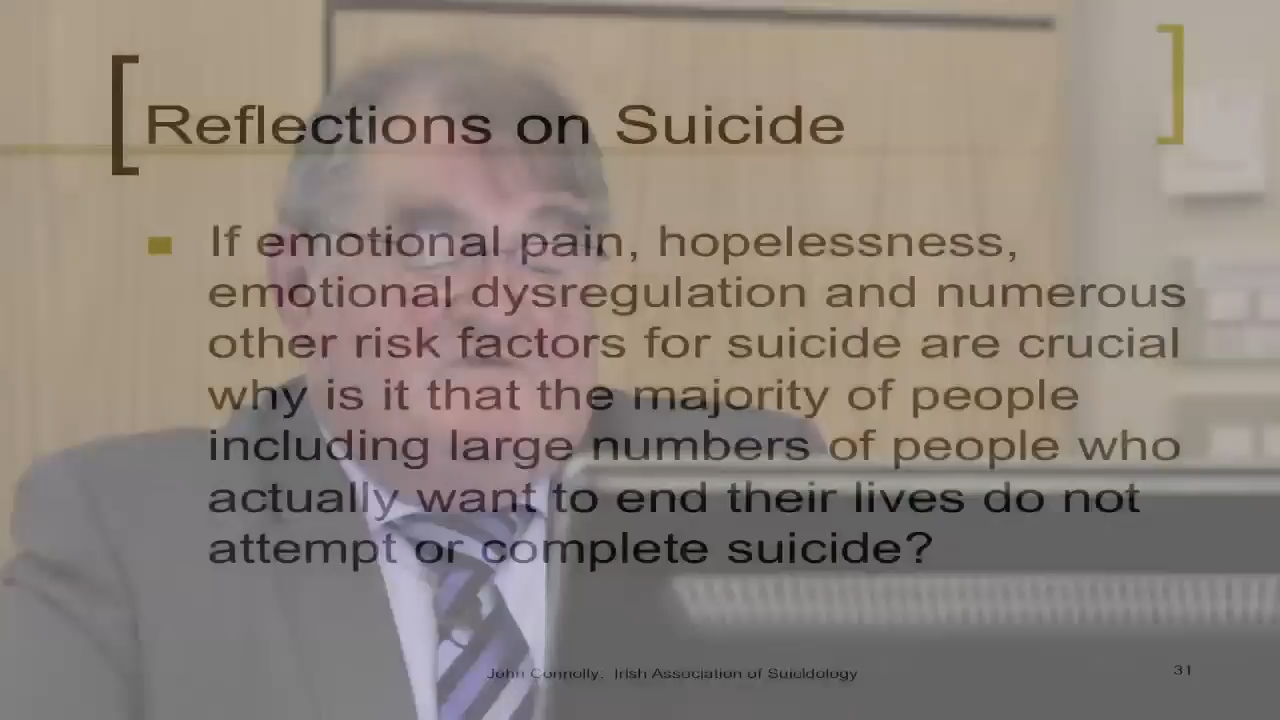 Reflections on Suicide
If emotional pain, hopelessness,
emotional dysregulation and numerous
other risk factors for suicide are crucial
why is it that the majority of people
including large numbers of people who
actually want to end their lives do not
attempt or complete suicide?
John Connolly; Irish Association of Suicidology
31